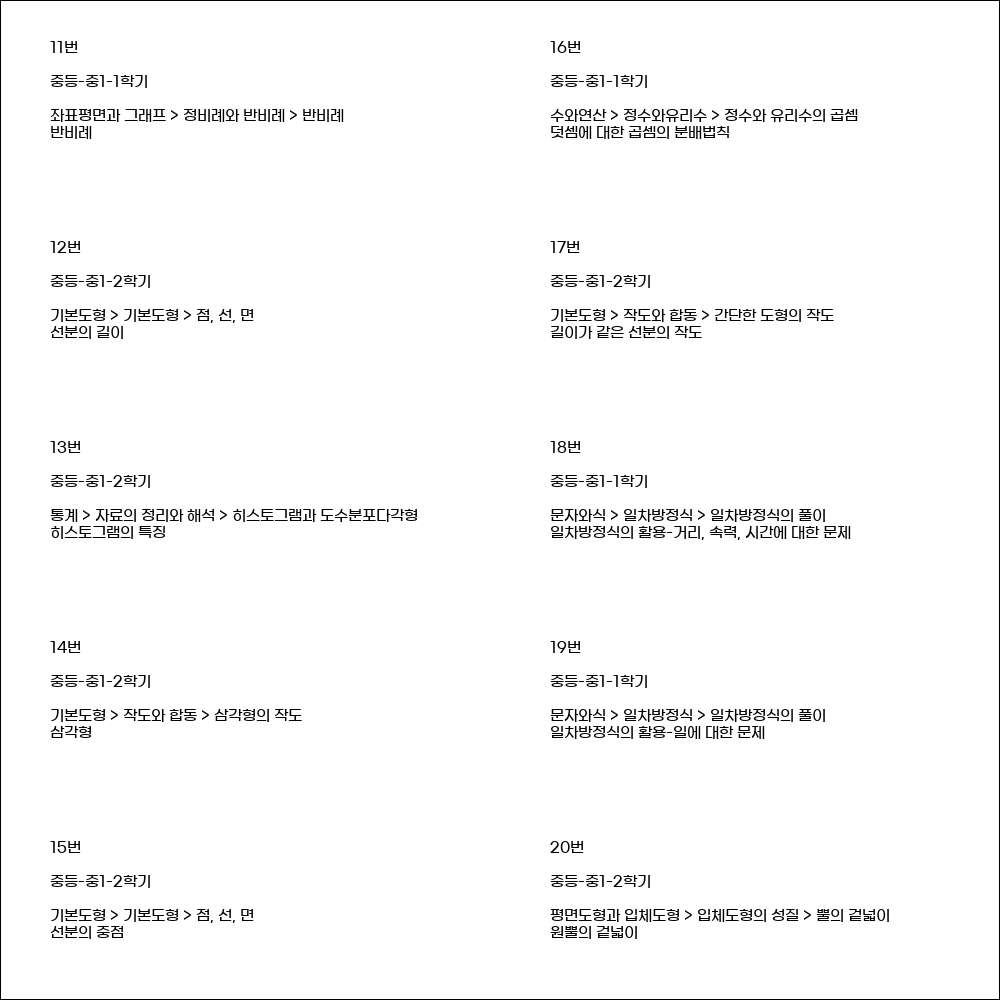 11번
중등-중1-1학기
좌표평면과 그래프 > 정비례와 반비례 > 반비례
반비례
12번
중등-중1-2학기
기본도형 > 기본도형 > 점, 선, 면
선분의 길이
13번
중등-중1-2학기
통계 > 자료의 정리와 해석 > 히스토그램과 도수분포다각형
히스토그램의 특징
14번
중등-중1-2학기
기본도형 > 작도와 합동 > 삼각형의 작도
삼각형
15번
중등-중1-2학기
기본도형 > 기본도형 > 점, 선, 면
선분의 중점
16번
중등-중1-1학기
수와연산 > 정수와유리수 > 정수와 유리수의 곱셈
덧셈에 대한 곱셈의 분배법칙
17번
중등-중1-2학기
기본도형 > 작도와 합동 > 간단한 도형의 작도
길이가 같은 선분의 작도
18번
중등-중1-1학기
문자와식 > 일차방정식 > 일차방정식의 풀이
일차방정식의 활용-거리, 속력, 시간에 대한 문제
19번
중등-중1-1학기
문자와식 > 일차방정식 > 일차방정식의 풀이
일차방정식의 활용-일에 대한 문제
20번
중등-중1-2학기
평면도형과 입체도형 > 입체도형의 성질 > 뿔의 겉넓이
원뿔의 겉넓이